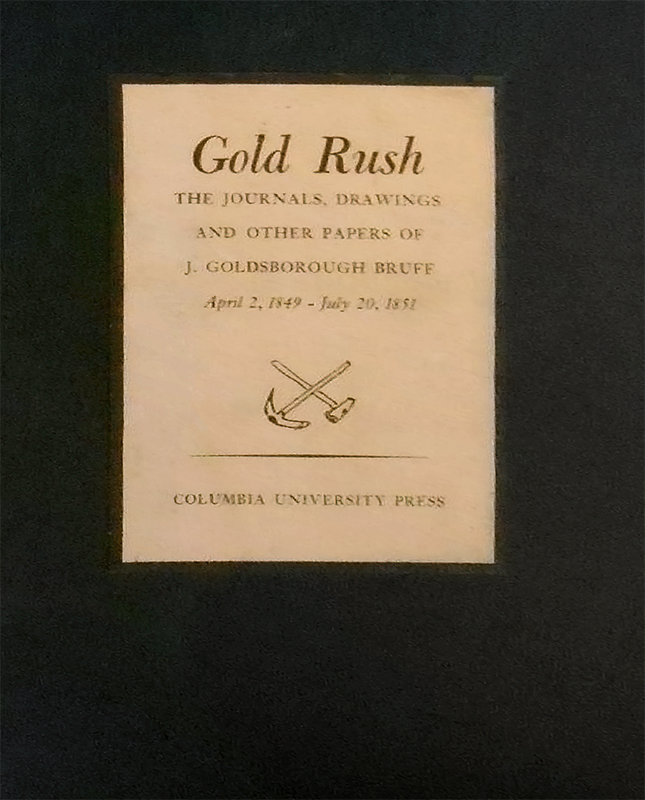 Gold Rush
THE JOURNALS, DRAWINGS
AND OTHER PAPERS OF
J. GOLDSBOROUGH BRUFF
April 2, 1849 - July 20, 1851
COLUMBIA UNIVERSITY PRESS